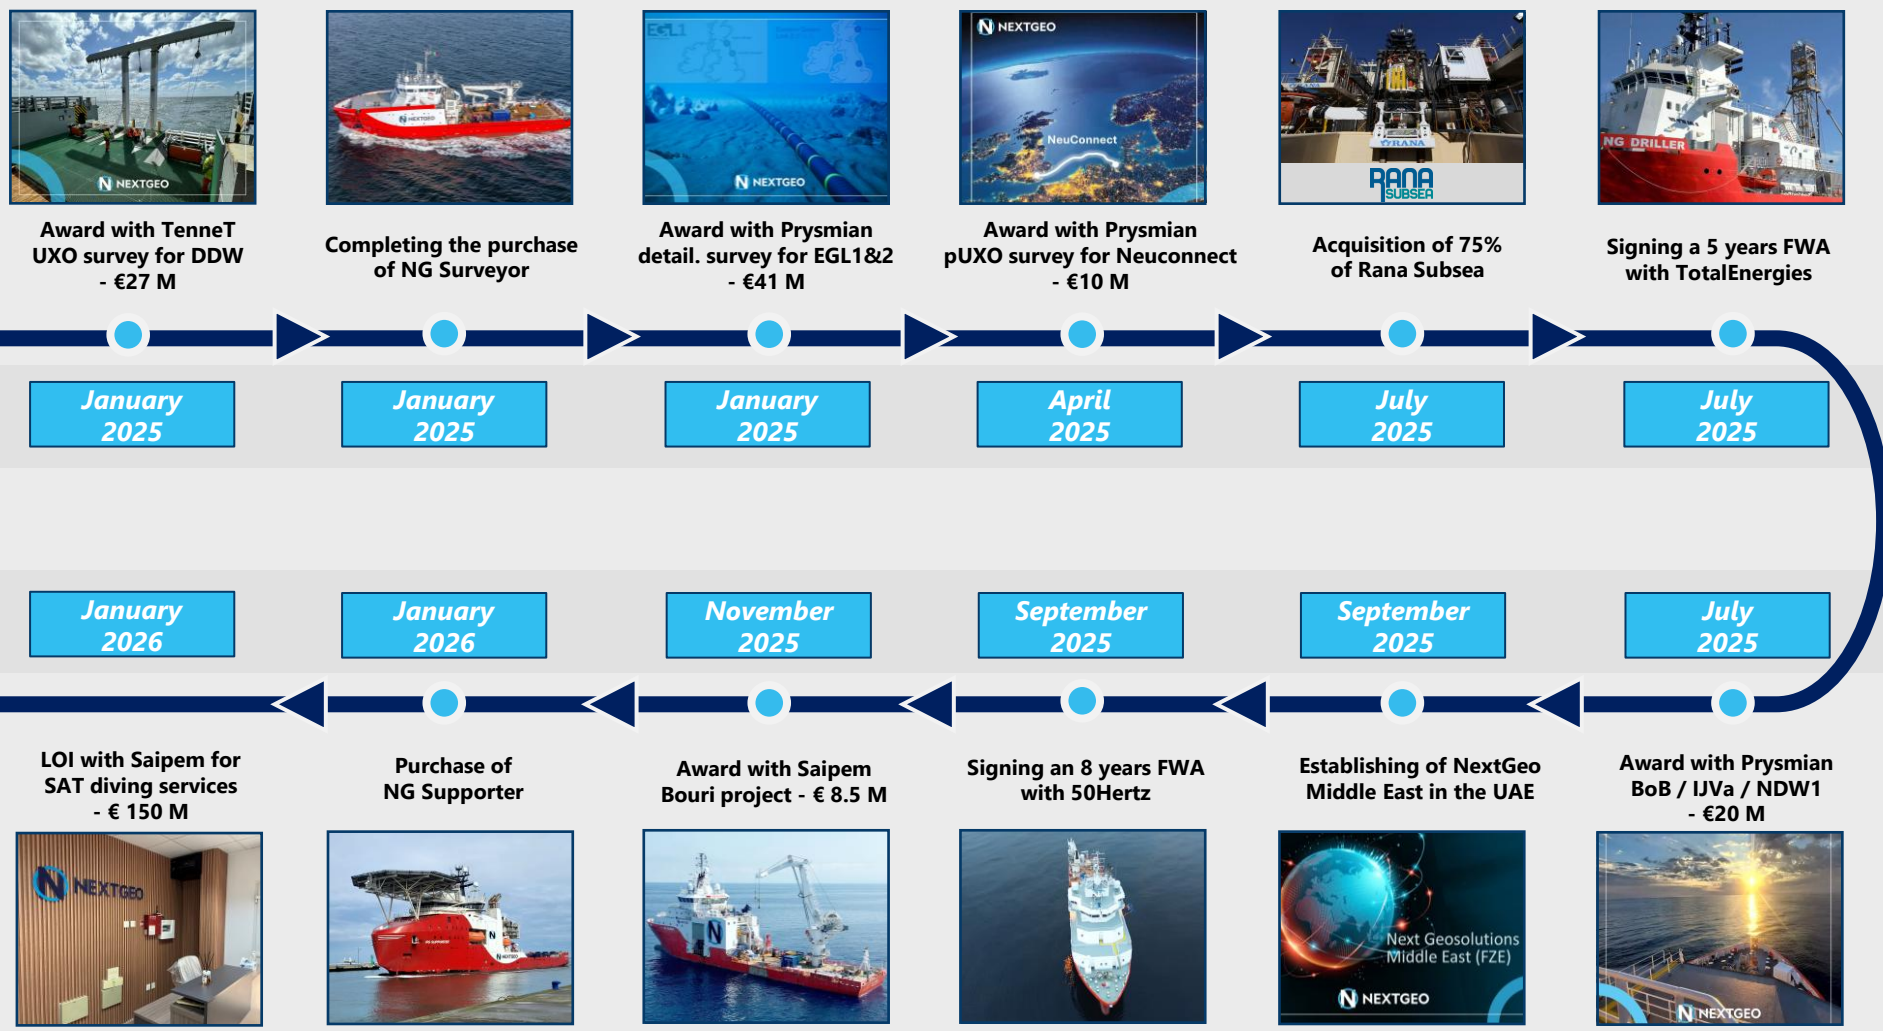 NEXTGEO
NEXTGEO
EGL1
NEXTGEO
NEXTGEO
NeuConnect
RANA
RANA
SUBSEA
NG DRILLER
Award with TenneT
UXO survey for DDW
- €27 M
Completing the purchase
of NG Surveyor
Award with Prysmian
detail. survey for EGL1&2
- €41 M
Award with Prysmian
pUXO survey for Neuconnect
- €10 M
Acquisition of 75%
of Rana Subsea
Signing a 5 years FWA
with TotalEnergies
January
2025
January
2025
January
2025
April
2025
July
2025
July
2025
January
2026
January
2026
November
2025
September
2025
September
2025
July
2025
LOI with Saipem for
SAT diving services
- € 150 M
Purchase of
NG Supporter
Award with Saipem
Bouri project - € 8.5 M
Signing an 8 years FWA
with 50Hertz
Establishing of NextGeo
Middle East in the UAE
Award with Prysmian
BoB / IJVa / NDW1
- €20 M
NEXTGEO
NG SUPPORTER
NEXTGEO
Next Geosolutions
Middle East (FZE)
NEXTGEO
NEXTGEO